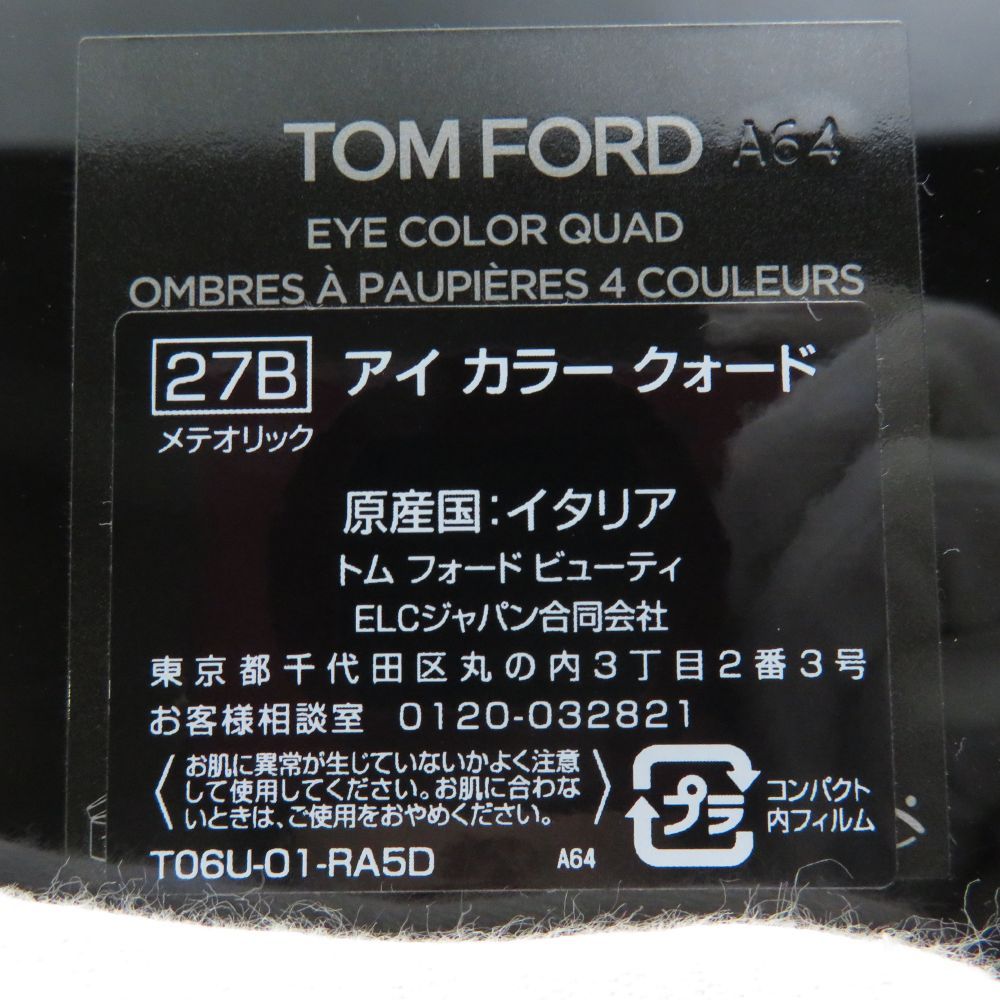 TOM FORD A64
EYE COLOR QUAD
OMBRES À PAUPIÈRES 4 COULEURS
27B アイ カラー クォード
メテオリック
原産国:イタリア
トム フォード ビューティ
ELCジャパン合同会社
東京都千代田区丸の内3丁目2番3号
お客様相談室 0120-032821
お肌に異常が生じていないかよく注意
して使用してください。お肌に合わな
いときは、ご使用をおやめください。
プラ
コンパクト
内フィルム
T06U-01-RA5D A64